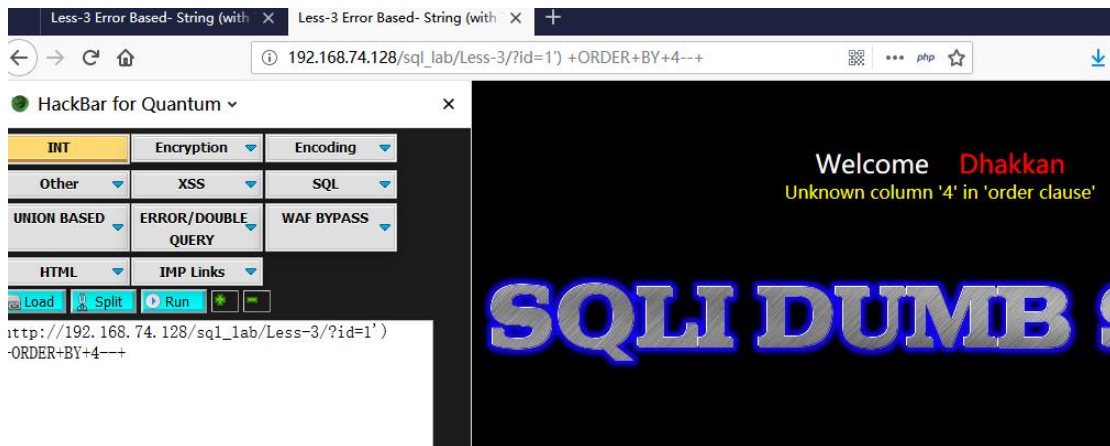 Less-3 Error Based- String (with
Less-3 Error Based- String (with
192.168.74.128/sql_lab/Less-3/?id=1') +ORDER+BY+4--+
php
HackBar for Quantum
INT
Encryption
Encoding
Other
XSS
SQL
UNION BASED
ERROR/DOUBLE QUERY
WAF BYPASS
HTML
IMP Links
Load
Split
Run
http://192.168.74.128/sql_lab/Less-3/?id=1')
+ORDER+BY+4--+
Welcome Dhakkan
Unknown column '4' in 'order clause'
SQLI DUMB S